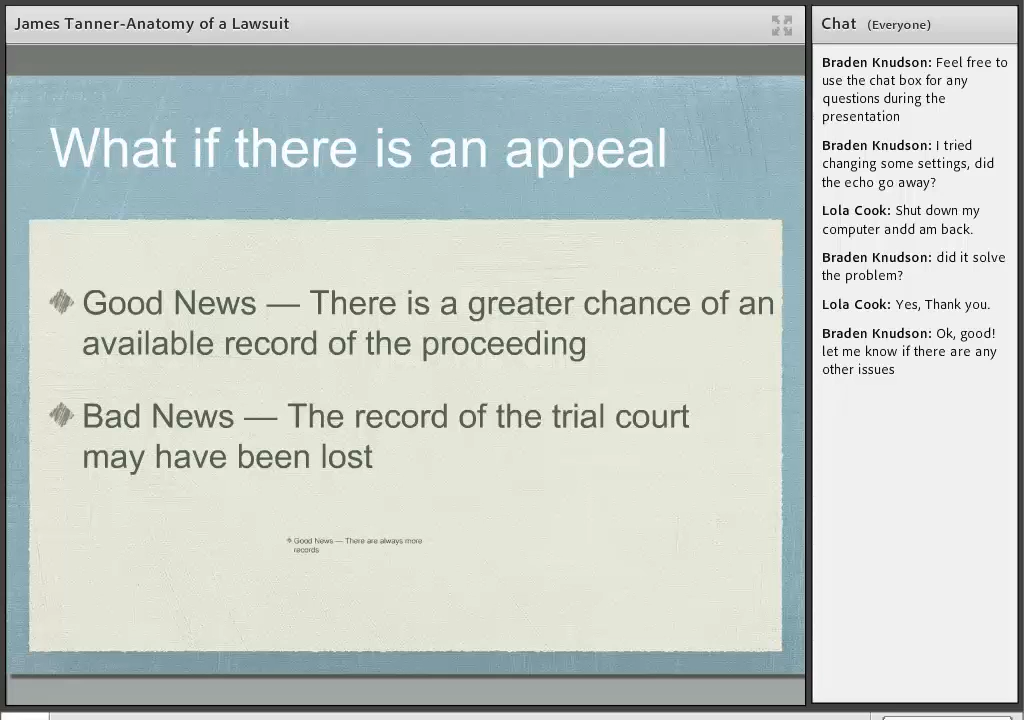 James Tanner-Anatomy of a Lawsuit
What if there is an appeal
Good News — There is a greater chance of an
available record of the proceeding
Bad News — The record of the trial court
may have been lost
Good News — There are always more
records
Chat (Everyone)
Braden Knudson: Feel free to
use the chat box for any
questions during the
presentation
Braden Knudson: I tried
changing some settings, did
the echo go away?
Lola Cook: Shut down my
computer andd am back.
Braden Knudson: did it solve
the problem?
Lola Cook: Yes, Thank you.
Braden Knudson: Ok, good!
let me know if there are any
other issues